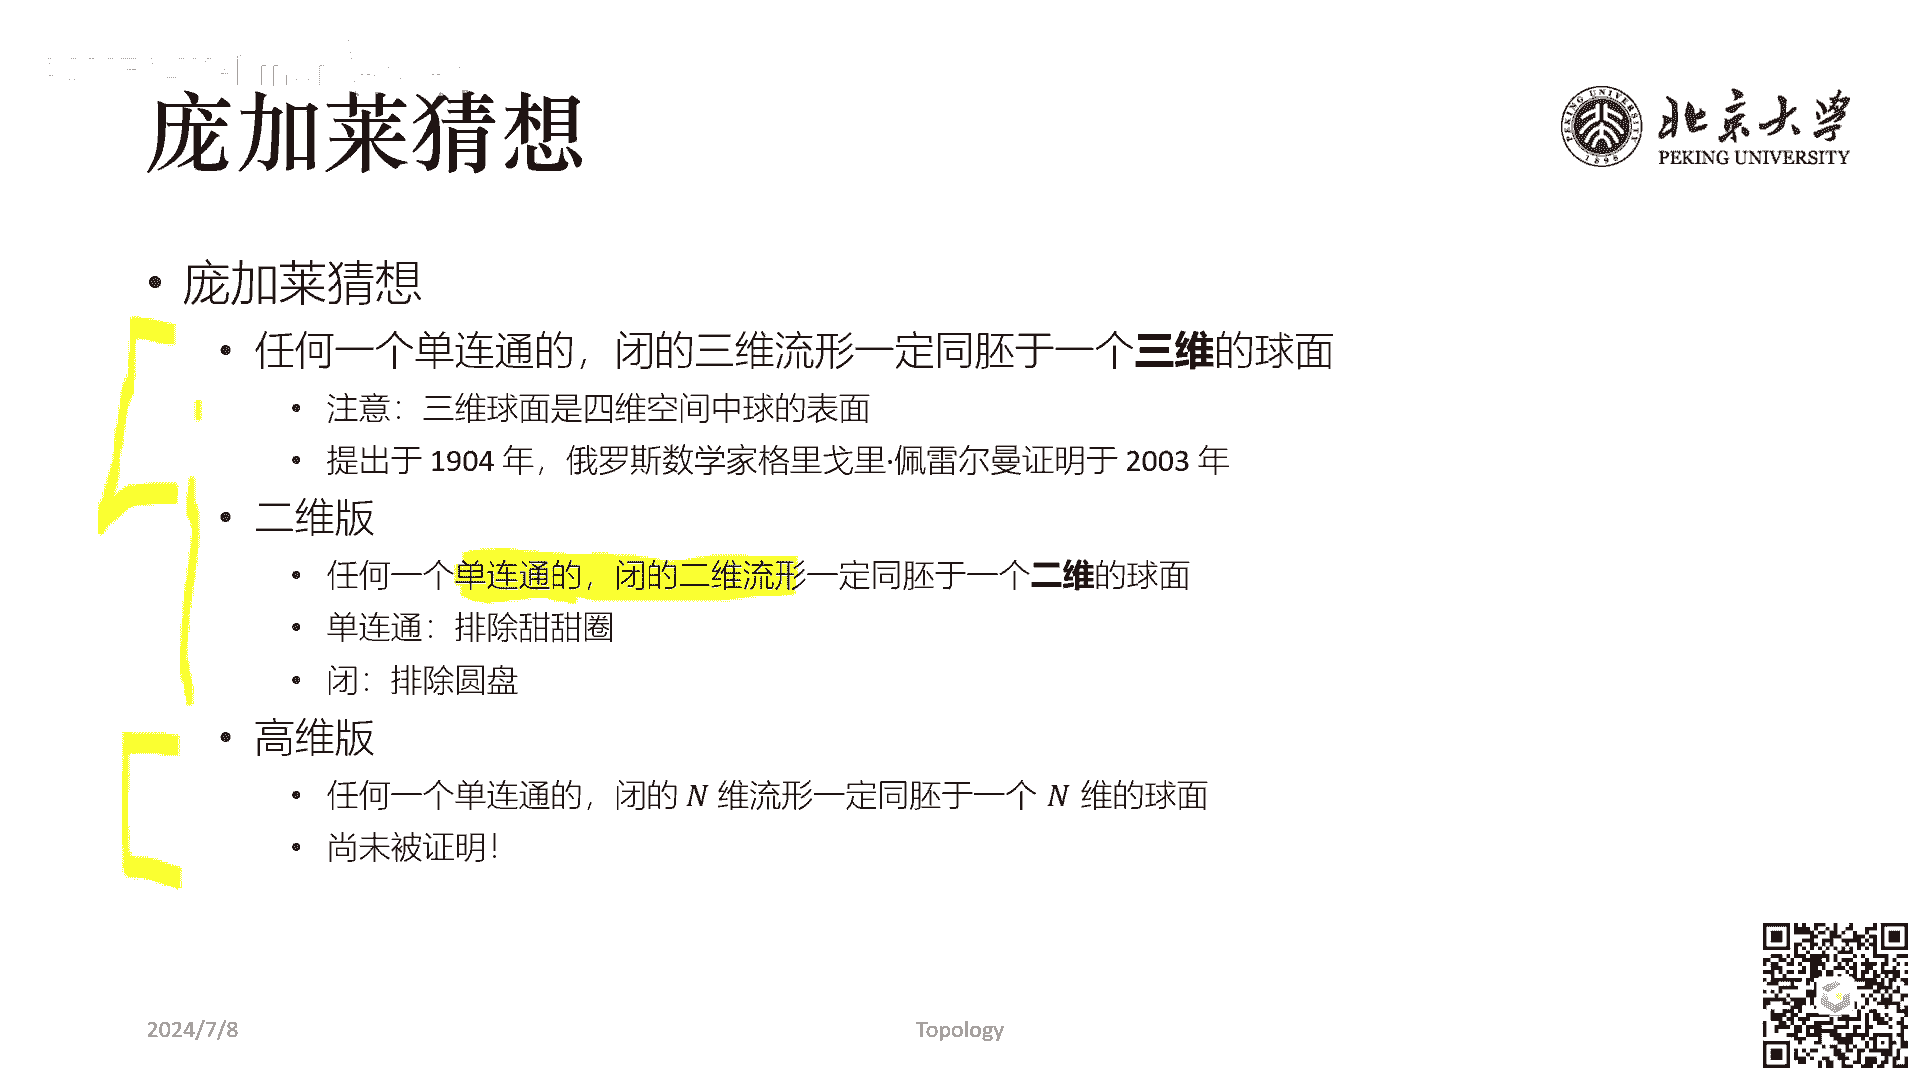 庞加莱猜想
北京大学
PEKING UNIVERSITY
PEKING UNIVERSITY
1898
• 庞加莱猜想
• 任何一个单连通的，闭的三维流形一定同胚于一个三维的球面
• 注意：三维球面是四维空间中球的表面
• 提出于 1904 年，俄罗斯数学家格里戈里·佩雷尔曼证明于 2003 年
• 二维版
• 任何一个单连通的，闭的二维流形一定同胚于一个二维的球面
• 单连通：排除甜甜圈
• 闭：排除圆盘
• 高维版
• 任何一个单连通的，闭的 N 维流形一定同胚于一个 N 维的球面
• 尚未被证明！
2024/7/8
Topology